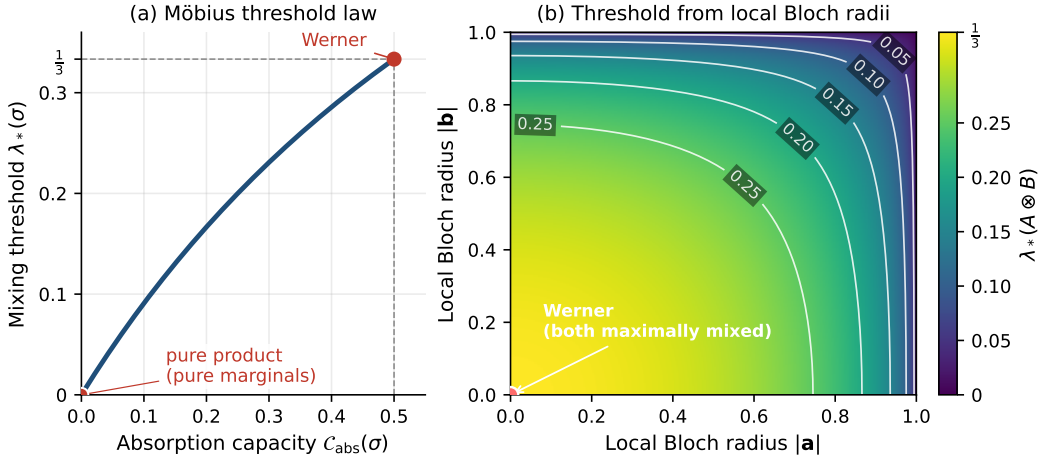 (a) Möbius threshold law
Werner
1/3
0.3
0.2
0.1
0
Mixing threshold λ*(σ)
pure product
(pure marginals)
0.0 0.1 0.2 0.3 0.4 0.5
Absorption capacity 𝒞abs(σ)
(b) Threshold from local Bloch radii
1.0
0.8
0.6
0.4
0.2
0.0
Local Bloch radius |b|
0.05
0.10
0.15
0.20
0.25
0.25
Werner
(both maximally mixed)
0.0 0.2 0.4 0.6 0.8 1.0
Local Bloch radius |a|
1/3
0.25
0.20
0.15
0.10
0.05
0
λ*(A ⊗ B)